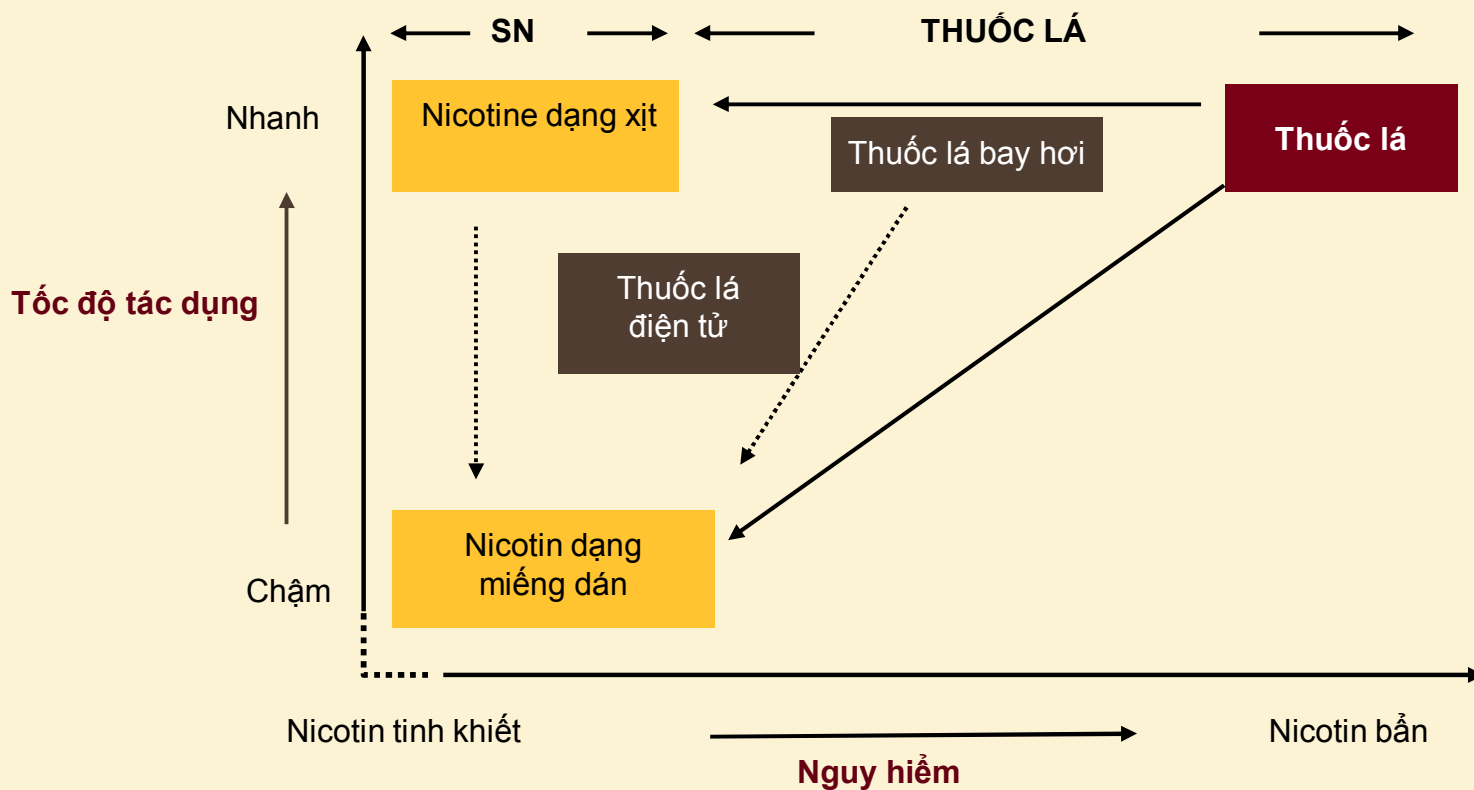 SN
THUỐC LÁ
Nhanh
Nicotine dạng xịt
Thuốc lá bay hơi
Thuốc lá
Tốc độ tác dụng
Thuốc lá
điện tử
Nicotin dạng
miếng dán
Chậm
Nicotin tinh khiết
Nicotin bẩn
Nguy hiểm